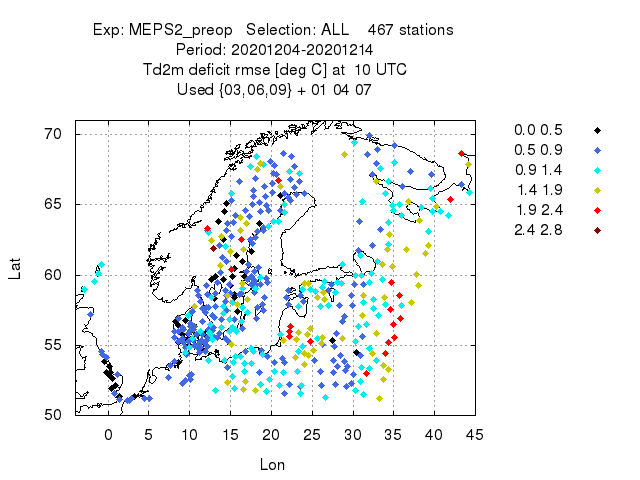 Exp: MEPS2_preop   Selection: ALL    467 stations
Period: 20201204-20201214
Td2m deficit rmse [deg C] at  10 UTC
Used {03,06,09} + 01 04 07
0.0 0.5
0.5 0.9
0.9 1.4
1.4 1.9
1.9 2.4
2.4 2.8
70
65
60
55
50
Lat
0 5 10 15 20 25 30 35 40 45
Lon